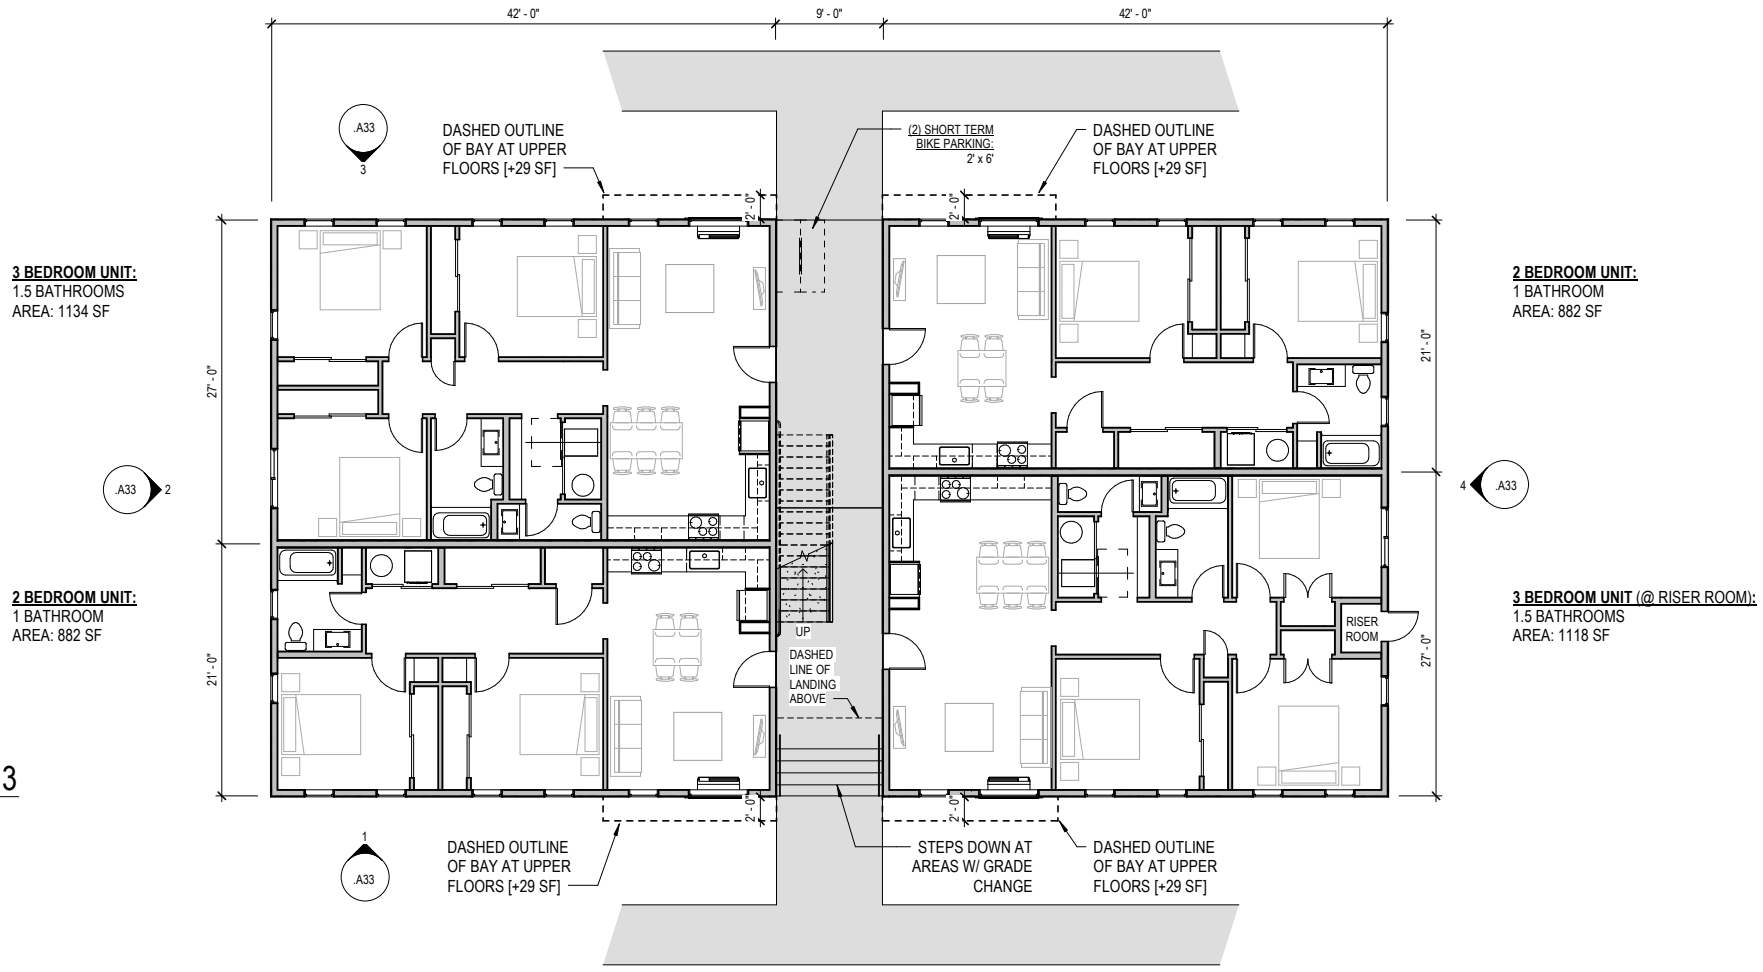 42' - 0"
9' - 0"
42' - 0"
.A33
3
DASHED OUTLINE
OF BAY AT UPPER
FLOORS [+29 SF]
(2) SHORT TERM
BIKE PARKING:
2' x 6'
DASHED OUTLINE
OF BAY AT UPPER
FLOORS [+29 SF]
2' - 0"
2' - 0"
3 BEDROOM UNIT:
1.5 BATHROOMS
AREA: 1134 SF
2 BEDROOM UNIT:
1 BATHROOM
AREA: 882 SF
27' - 0"
21' - 0"
.A33
2
4
.A33
2 BEDROOM UNIT:
1 BATHROOM
AREA: 882 SF
3 BEDROOM UNIT (@ RISER ROOM):
1.5 BATHROOMS
AREA: 1118 SF
RISER
ROOM
UP
DASHED
LINE OF
LANDING
ABOVE
21' - 0"
27' - 0"
3
2' - 0"
2' - 0"
1
.A33
DASHED OUTLINE
OF BAY AT UPPER
FLOORS [+29 SF]
STEPS DOWN AT
AREAS W/ GRADE
CHANGE
DASHED OUTLINE
OF BAY AT UPPER
FLOORS [+29 SF]